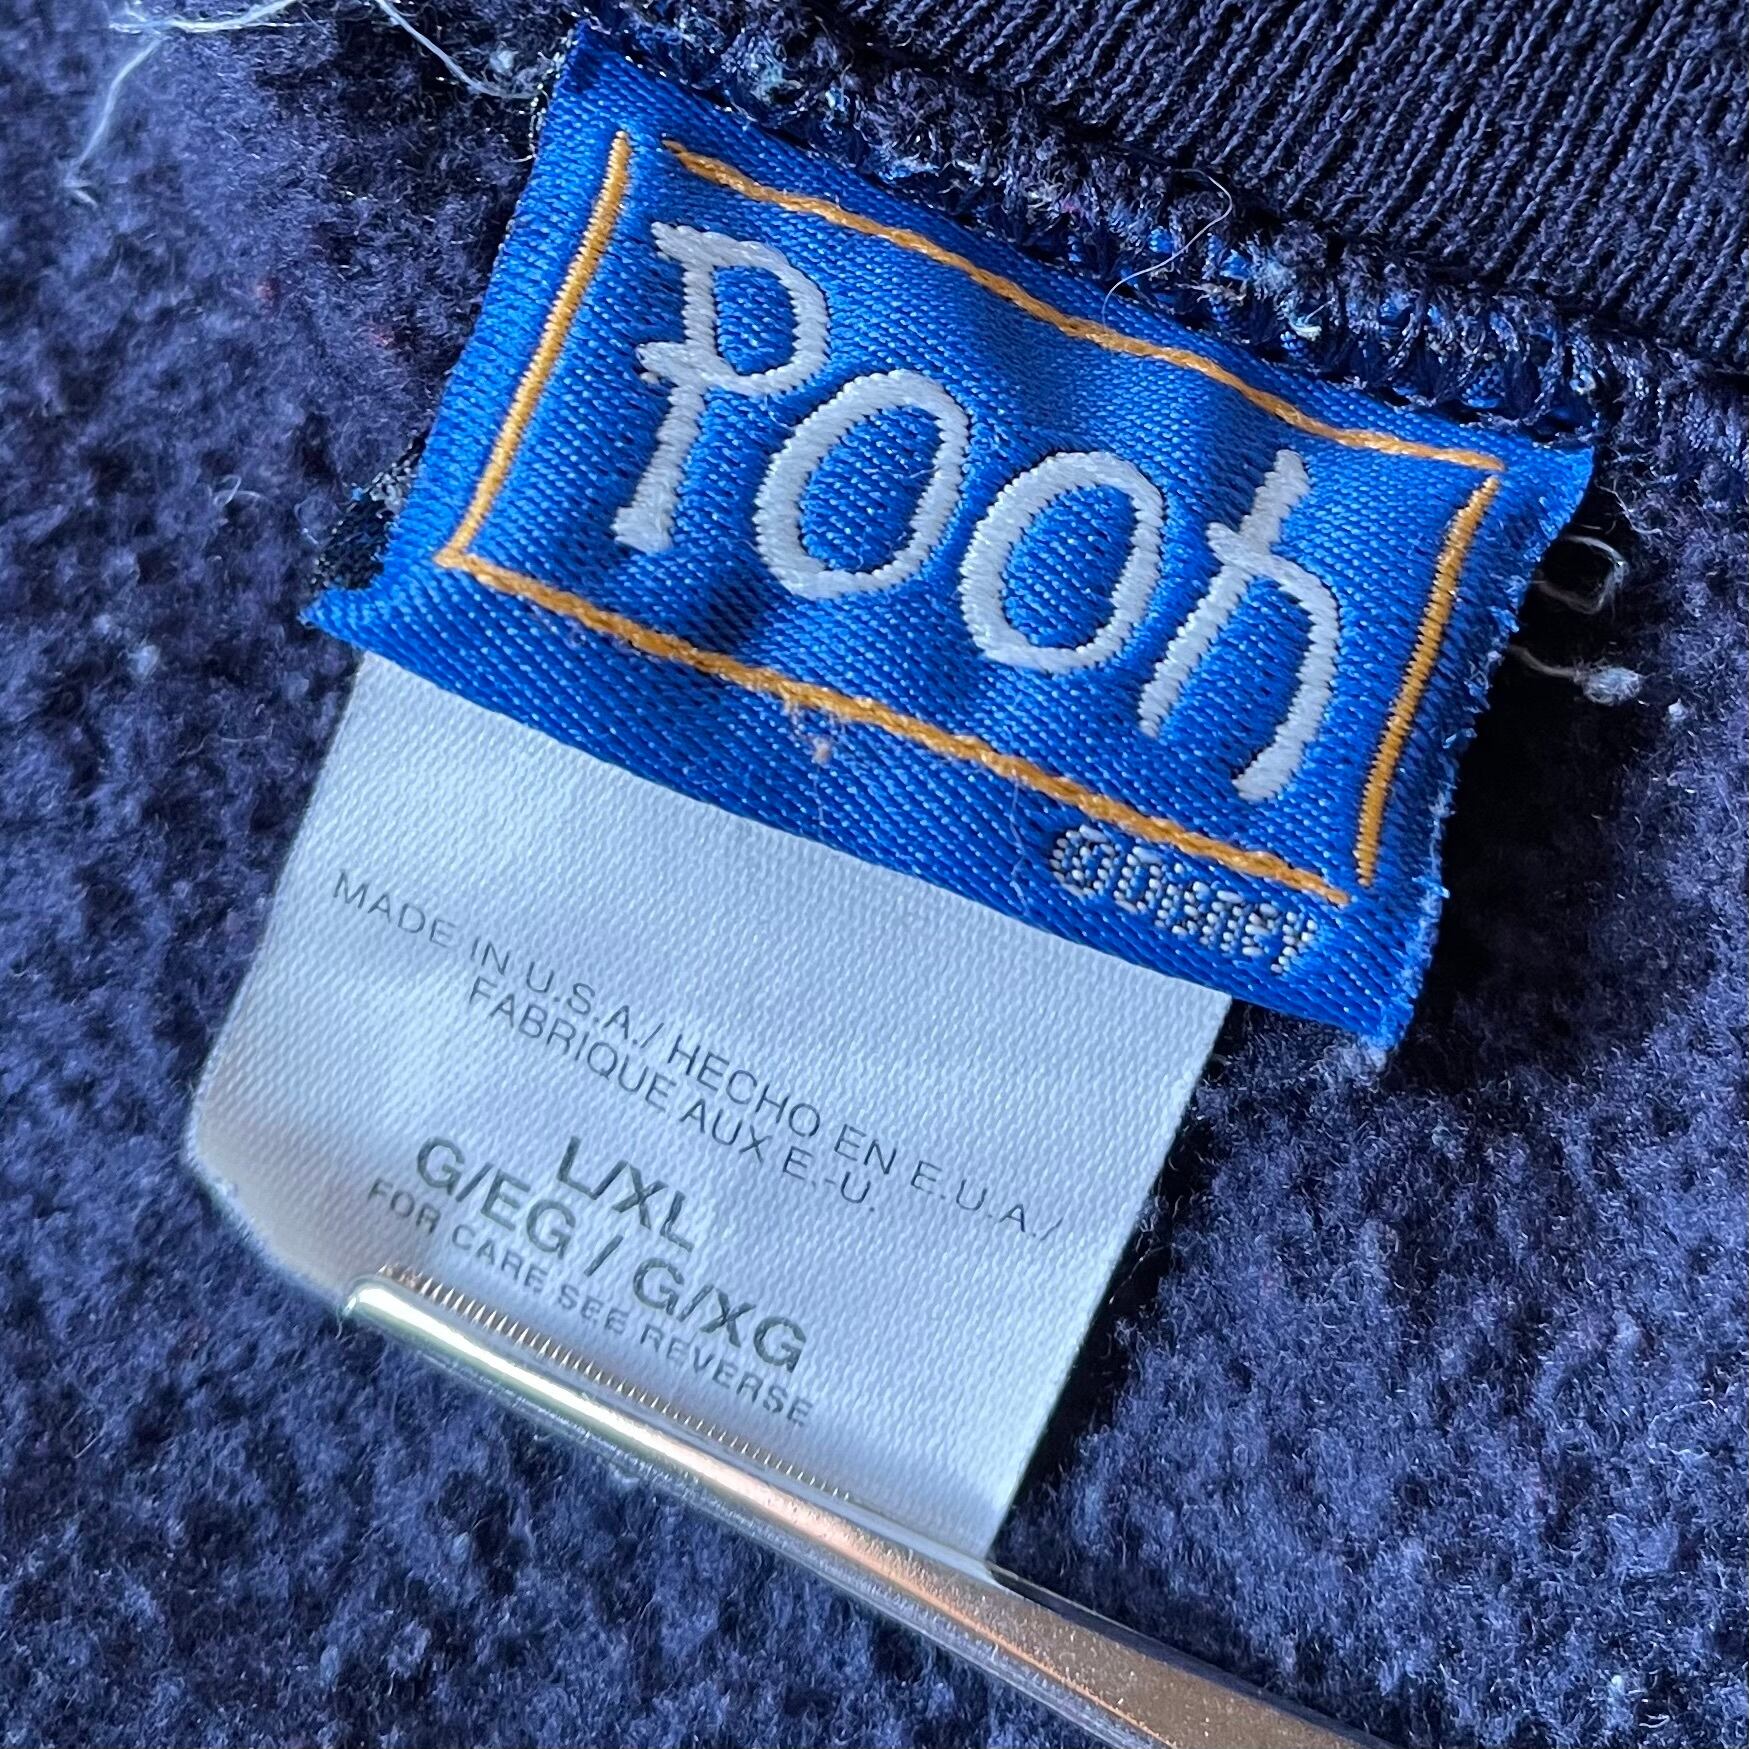 Pooh
© DISNEY
MADE IN U.S.A./ HECHO EN E.U.A./
FABRIQUE AUX E.-U.
L/XL
G/EG / G/XG
FOR CARE SEE REVERSE